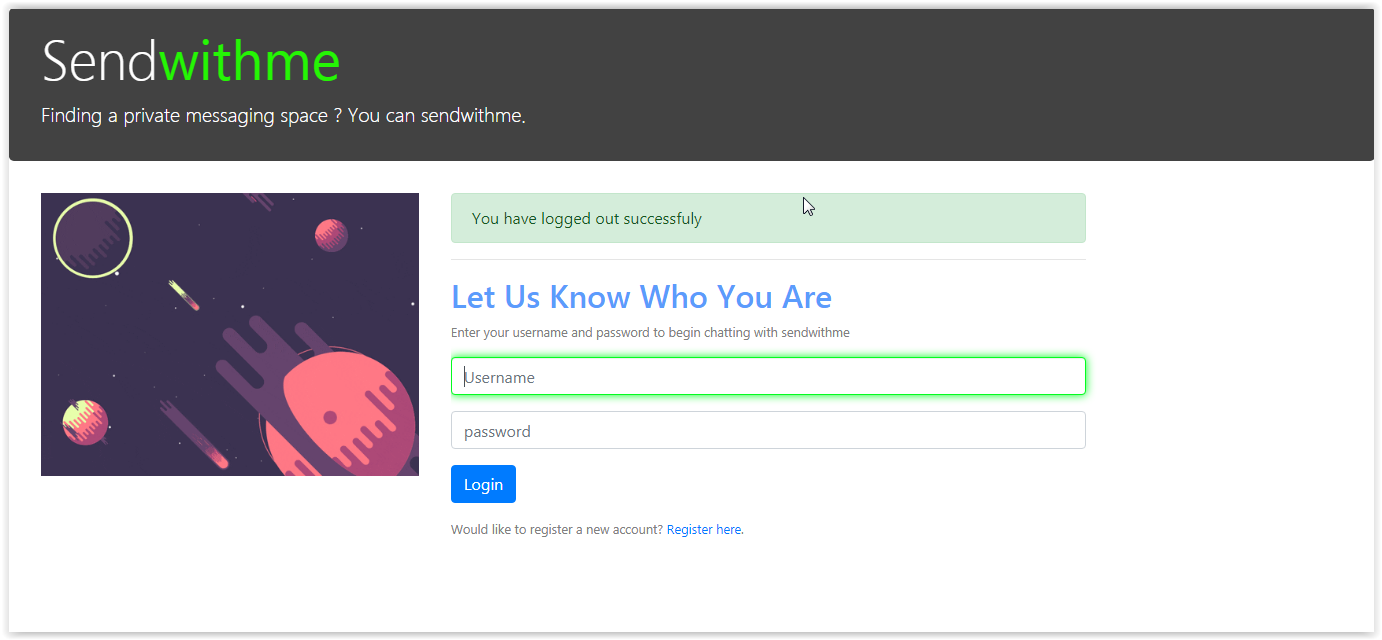 Sendwithme
Finding a private messaging space ? You can sendwithme.
You have logged out successfuly
Let Us Know Who You Are
Enter your username and password to begin chatting with sendwithme
Username
password
Login
Would like to register a new account? Register here.